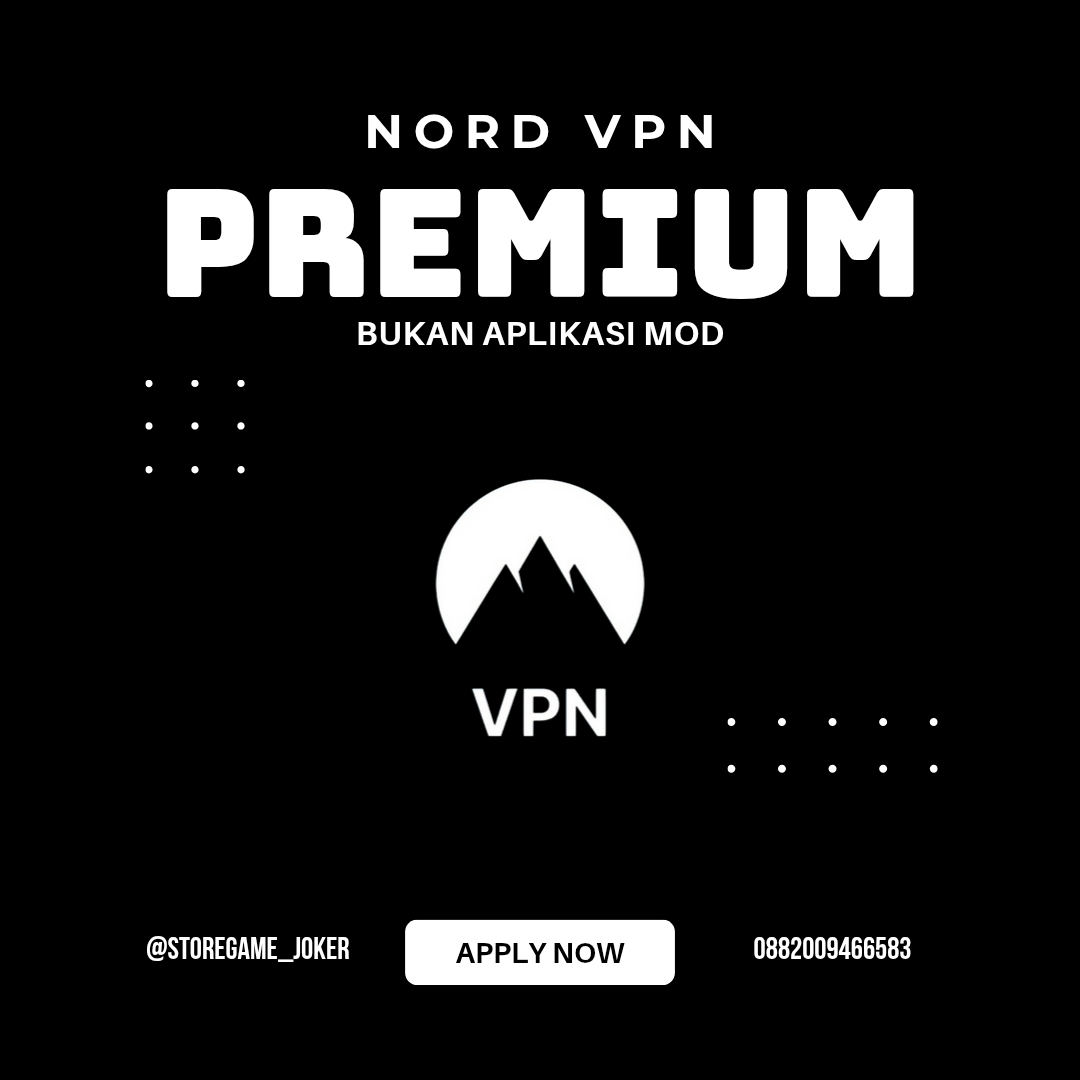 NORD VPN
PREMIUM
BUKAN APLIKASI MOD
VPN
@STOREGAME_JOKER
APPLY NOW
0882009466583